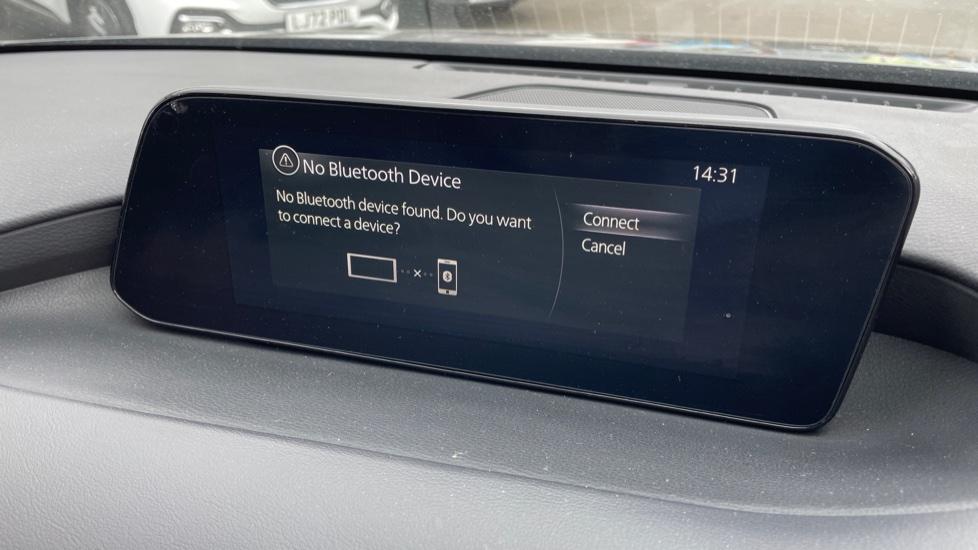 No Bluetooth Device
14:31
No Bluetooth device found. Do you want
to connect a device?
Connect
Cancel